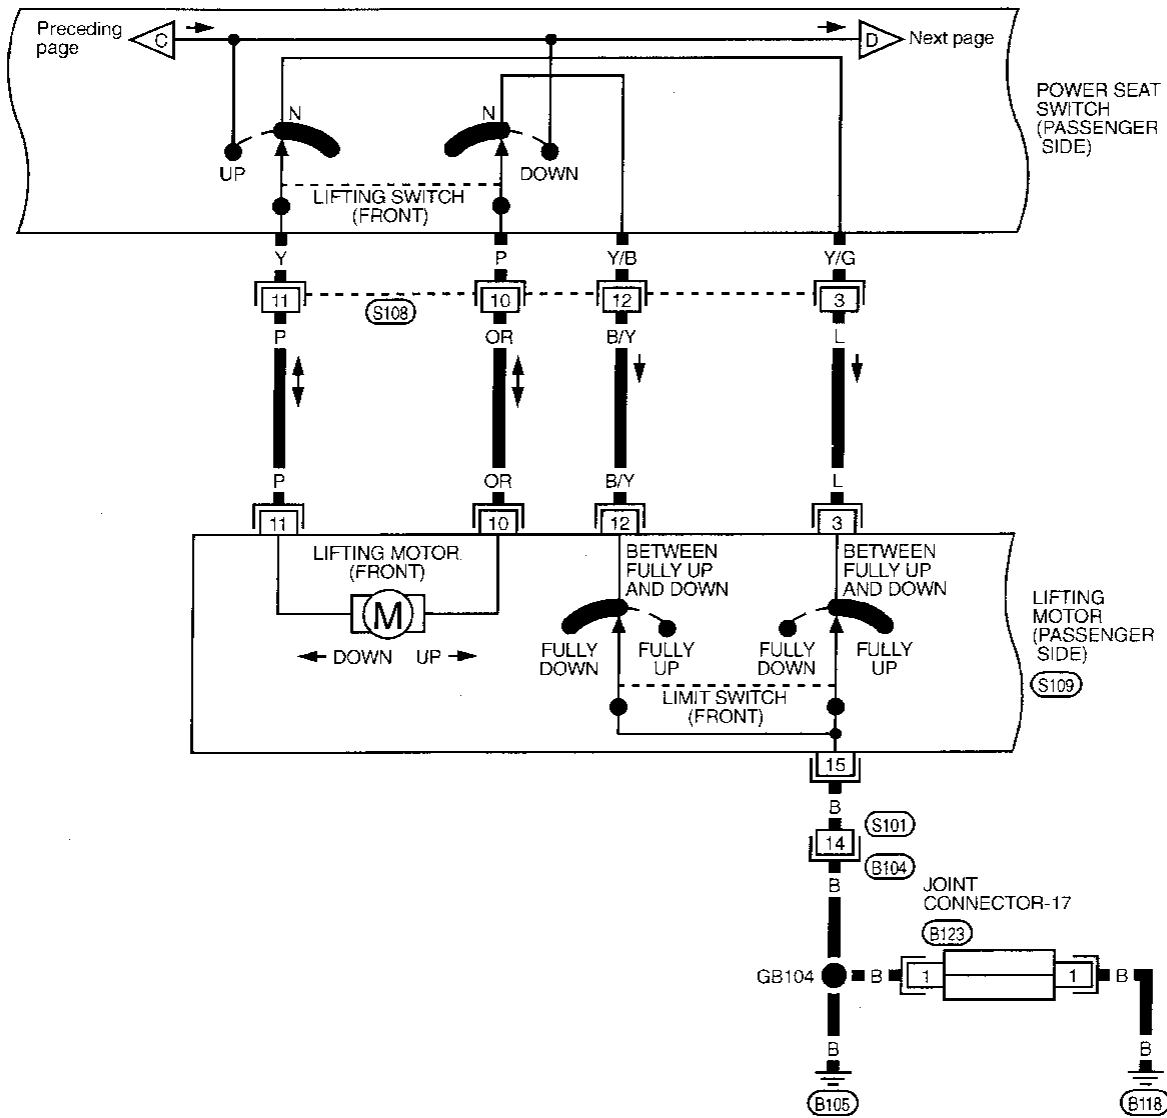 Preceding
page
C
D
Next page
POWER SEAT
SWITCH
(PASSENGER
SIDE)
N
N
UP
DOWN
LIFTING SWITCH
(FRONT)
Y
P
Y/B
Y/G
11
10
12
3
S108
P
OR
B/Y
L
P
OR
B/Y
L
11
10
12
3
LIFTING MOTOR
(FRONT)
M
DOWN
UP
BETWEEN
FULLY UP
AND DOWN
BETWEEN
FULLY UP
AND DOWN
FULLY
DOWN
FULLY
UP
FULLY
DOWN
FULLY
UP
LIMIT SWITCH
(FRONT)
LIFTING
MOTOR
(PASSENGER
SIDE)
S109
15
B
S101
14
B104
B
JOINT
CONNECTOR-17
B123
GB104
B
1
1
B
B
B
B105
B118